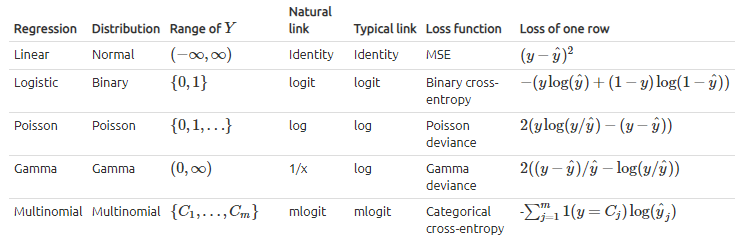 Regression Distribution Range of Y Natural link Typical link Loss function Loss of one row
Linear Normal (−∞, ∞) Identity Identity MSE (y − ŷ)²
Logistic Binary {0, 1} logit logit Binary cross-entropy −(y log(ŷ) + (1 − y) log(1 − ŷ))
Poisson Poisson {0, 1, . . .} log log Poisson deviance 2(y log(y/ŷ) − (y − ŷ))
Gamma Gamma (0, ∞) 1/x log Gamma deviance 2((y − ŷ)/ŷ − log(y/ŷ))
Multinomial Multinomial {C₁, . . . , Cₘ} mlogit mlogit Categorical cross-entropy -∑ⱼ₌₁ᵐ 1(y = Cⱼ) log(ŷⱼ)